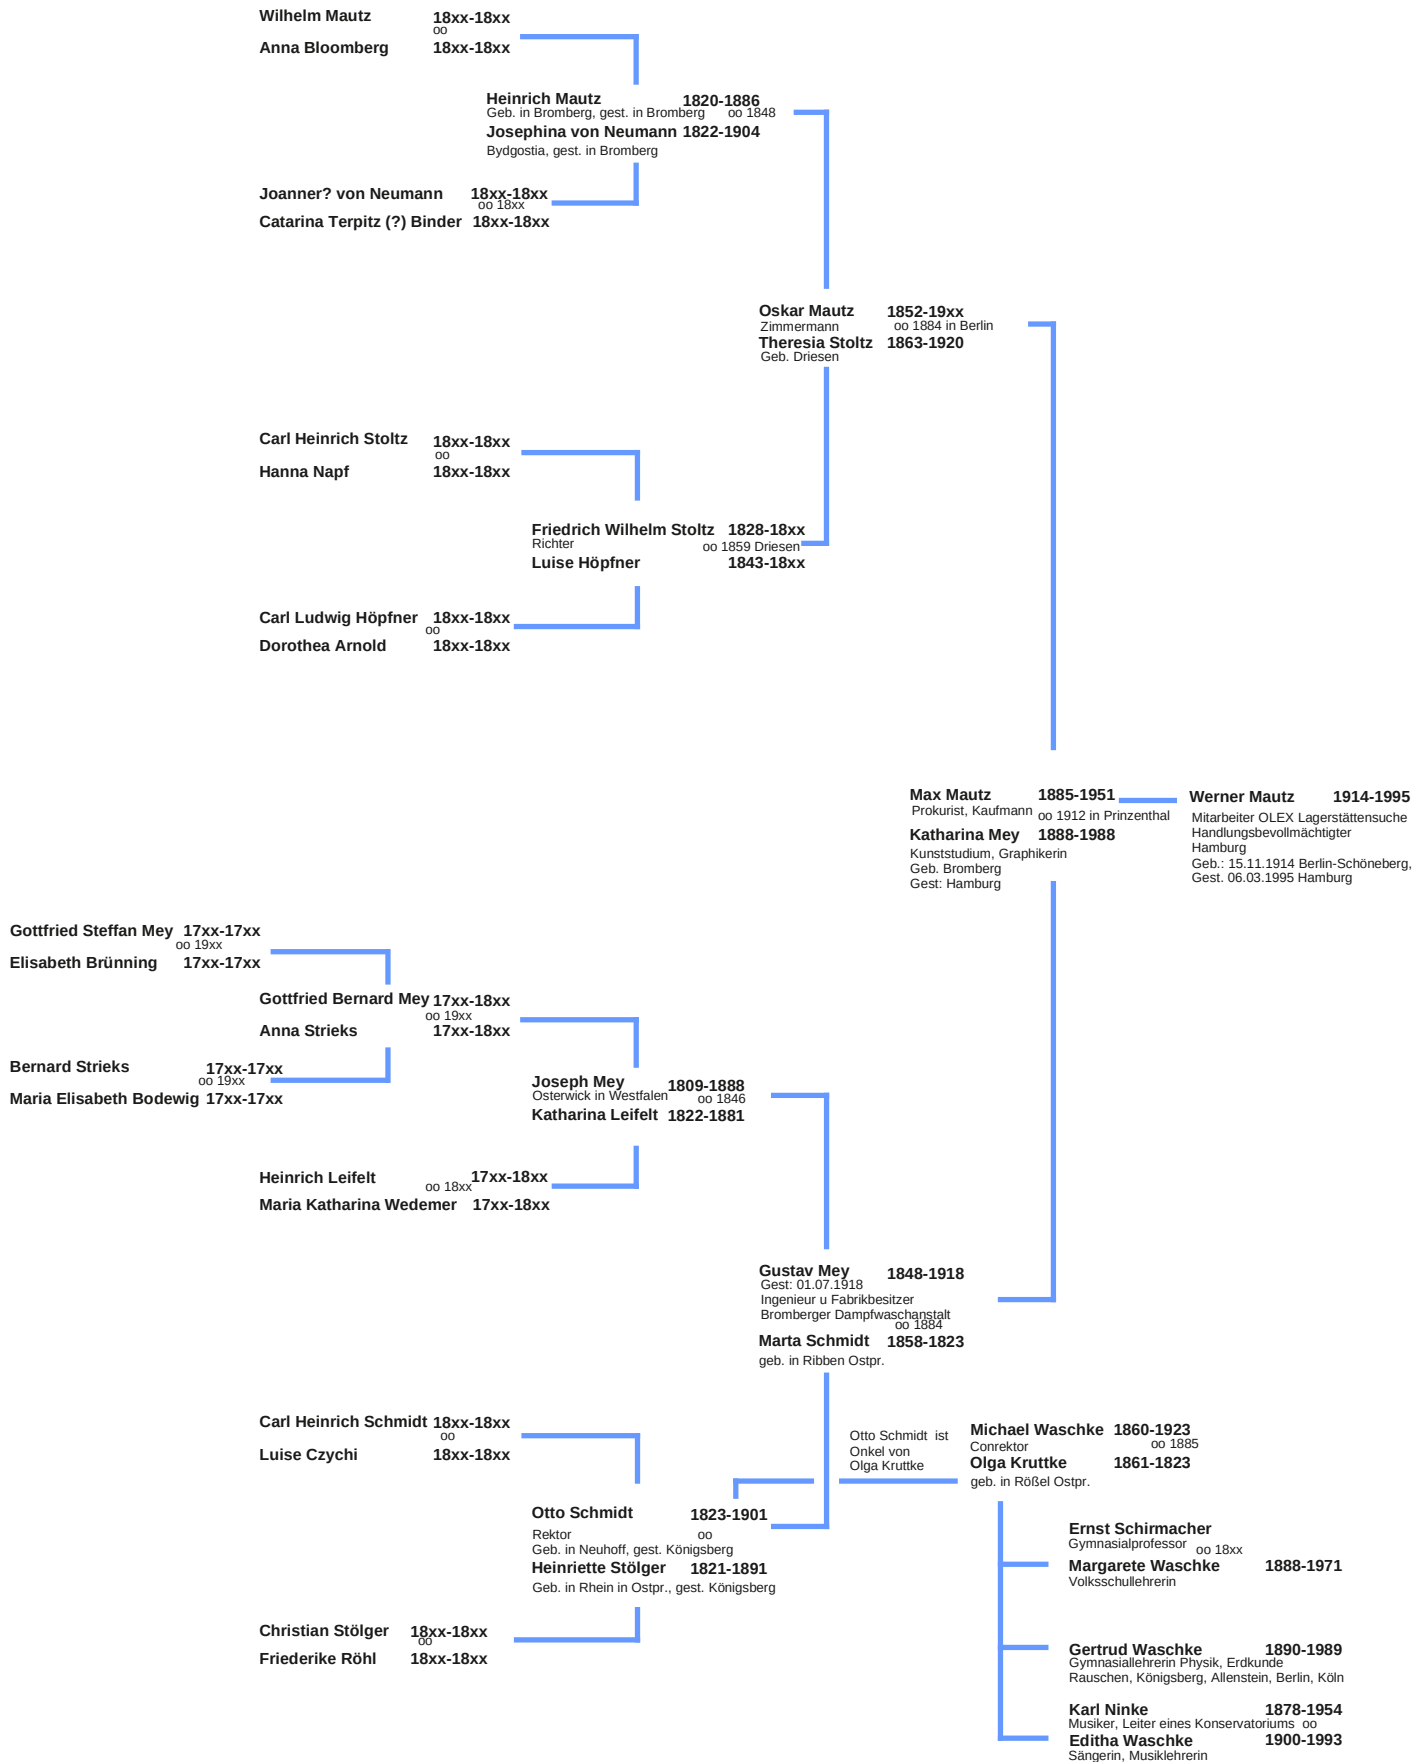 Wilhelm Mautz 18xx-18xx
oo
Anna Bloomberg 18xx-18xx
Heinrich Mautz 1820-1886
Geb. in Bromberg, gest. in Bromberg oo 1848
Josephina von Neumann 1822-1904
Bydgostia, gest. in Bromberg
Joanner? von Neumann 18xx-18xx
oo 18xx
Catarina Terpitz (?) Binder 18xx-18xx
Oskar Mautz 1852-19xx
Zimmermann oo 1884 in Berlin
Theresia Stoltz 1863-1920
Geb. Driesen
Carl Heinrich Stoltz 18xx-18xx
oo
Hanna Napf 18xx-18xx
Friedrich Wilhelm Stoltz 1828-18xx
Richter oo 1859 Driesen
Luise Höpfner 1843-18xx
Carl Ludwig Höpfner 18xx-18xx
oo
Dorothea Arnold 18xx-18xx
Max Mautz 1885-1951
Prokurist, Kaufmann oo 1912 in Prinzenthal
Katharina Mey 1888-1988
Kunststudium, Graphikerin
Geb. Bromberg
Gest: Hamburg
Werner Mautz 1914-1995
Mitarbeiter OLEX Lagerstättensuche
Handlungsbevollmächtigter
Hamburg
Geb.: 15.11.1914 Berlin-Schöneberg,
Gest. 06.03.1995 Hamburg
Gottfried Steffan Mey 17xx-17xx
oo 19xx
Elisabeth Brünning 17xx-17xx
Gottfried Bernard Mey 17xx-18xx
oo 19xx
Anna Strieks 17xx-18xx
Bernard Strieks 17xx-17xx
oo 19xx
Maria Elisabeth Bodewig 17xx-17xx
Joseph Mey 1809-1888
Osterwick in Westfalen oo 1846
Katharina Leifelt 1822-1881
Heinrich Leifelt 17xx-18xx
oo 18xx
Maria Katharina Wedemer 17xx-18xx
Gustav Mey 1848-1918
Gest: 01.07.1918
Ingenieur u Fabrikbesitzer
Bromberger Dampfwaschanstalt
oo 1884
Marta Schmidt 1858-1823
geb. in Ribben Ostpr.
Carl Heinrich Schmidt 18xx-18xx
oo
Luise Czychi 18xx-18xx
Otto Schmidt ist
Onkel von
Olga Kruttke
Michael Waschke 1860-1923
Conrektor oo 1885
Olga Kruttke 1861-1823
geb. in Rößel Ostpr.
Otto Schmidt 1823-1901
Rektor oo
Geb. in Neuhoff, gest. Königsberg
Heinriette Stölger 1821-1891
Geb. in Rhein in Ostpr., gest. Königsberg
Ernst Schirmacher
Gymnasialprofessor oo 18xx
Margarete Waschke 1888-1971
Volksschullehrerin
Christian Stölger 18xx-18xx
oo
Friederike Röhl 18xx-18xx
Gertrud Waschke 1890-1989
Gymnasiallehrerin Physik, Erdkunde
Rauschen, Königsberg, Allenstein, Berlin, Köln
Karl Ninke 1878-1954
Musiker, Leiter eines Konservatoriums oo
Editha Waschke 1900-1993
Sängerin, Musiklehrerin